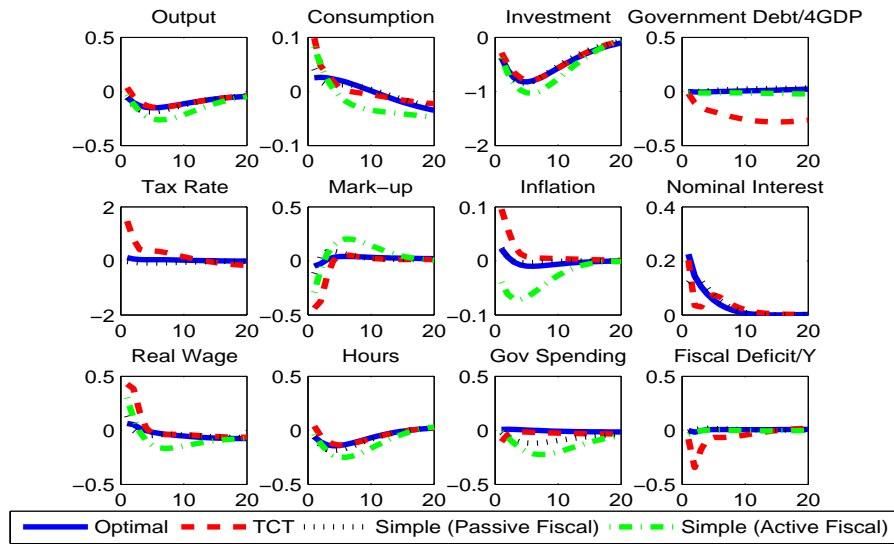 Output Consumption Investment Government Debt/4GDP
0.5 0.1 0 0.5
0 0 −1 0
−0.5 −0.1 −2 −0.5
0 10 20 0 10 20 0 10 20 0 10 20
Tax Rate Mark−up Inflation Nominal Interest
2 0.5 0.1 0.4
0 0 0 0.2
−2 −0.5 −0.1 0
0 10 20 0 10 20 0 10 20 0 10 20
Real Wage Hours Gov Spending Fiscal Deficit/Y
0.5 0.5 0.5 0.5
0 0 0 0
−0.5 −0.5 −0.5 −0.5
0 10 20 0 10 20 0 10 20 0 10 20
Optimal TCT Simple (Passive Fiscal) Simple (Active Fiscal)